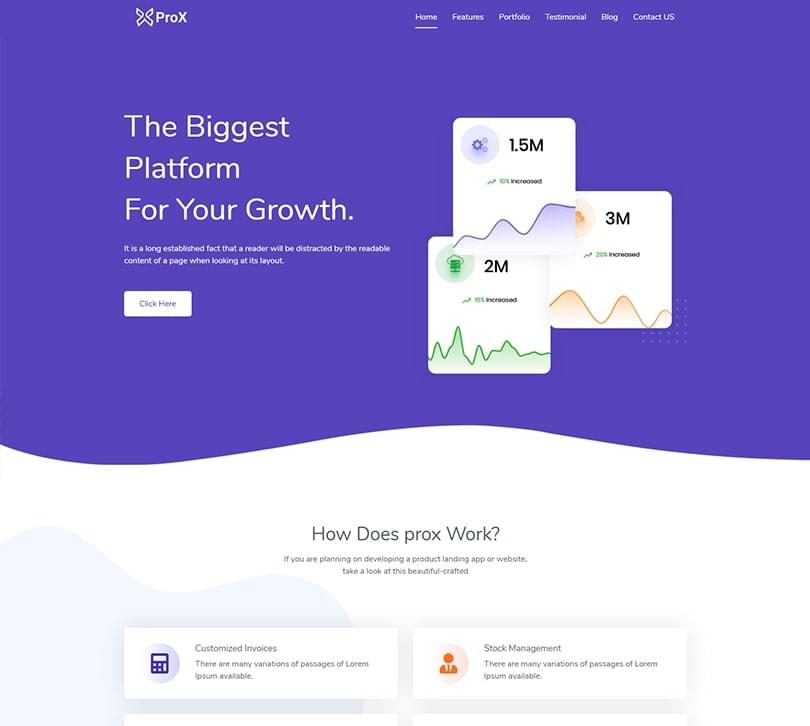 ProX
Home
Features
Portfolio
Testimonial
Blog
Contact US
The Biggest
Platform
For Your Growth.
It is a long established fact that a reader will be distracted by the readable
content of a page when looking at its layout.
Click Here
1.5M
10% Increased
3M
20% Increased
2M
15% Increased
How Does prox Work?
If you are planning on developing a product landing app or website,
take a look at this beautiful-crafted
Customized Invoices
There are many variations of passages of Lorem
Ipsum available.
Stock Management
There are many variations of passages of Lorem
Ipsum available.